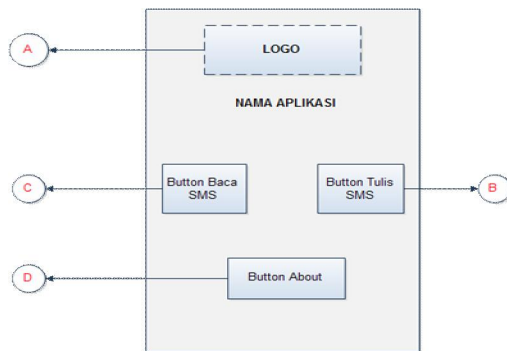 LOGO
A
NAMA APLIKASI
Button Baca
SMS
Button Tulis
SMS
C
B
Button About
D